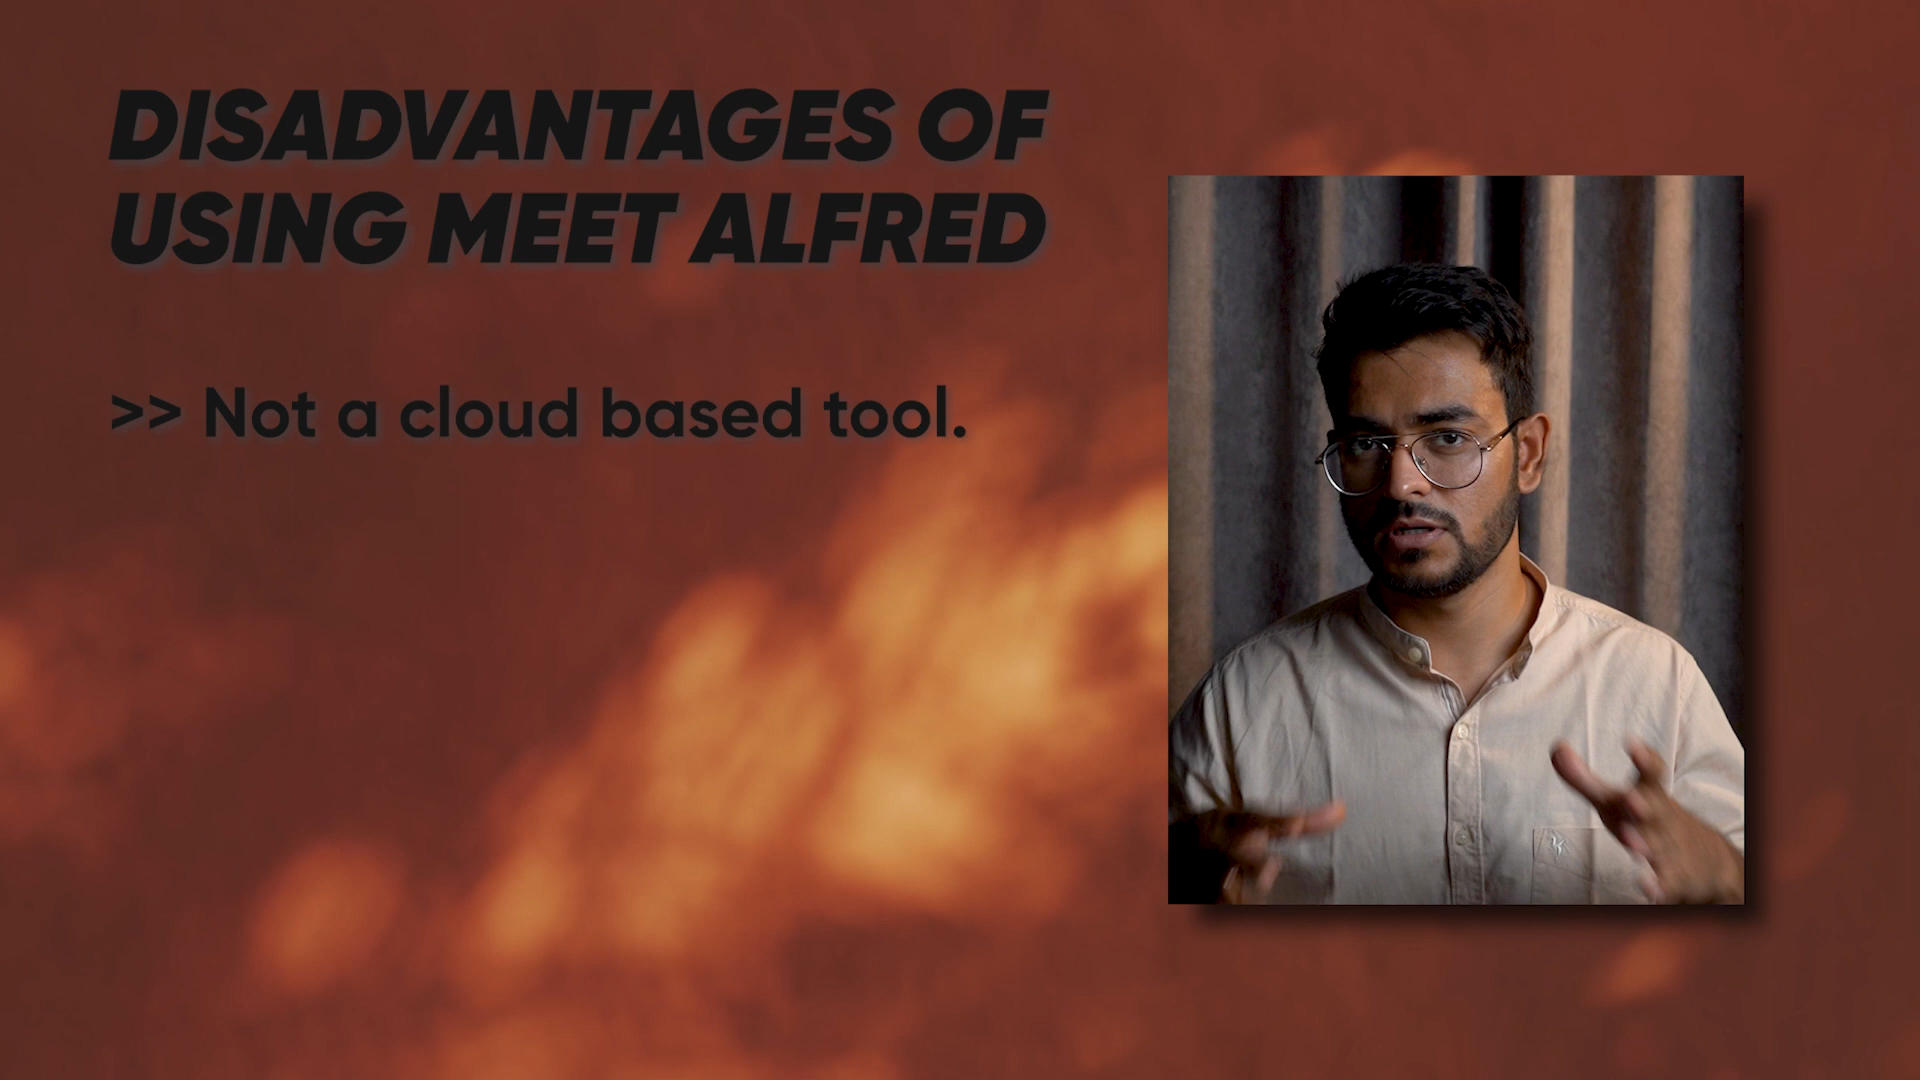 DISADVANTAGES OF
USING MEET ALFRED
>> Not a cloud based tool.